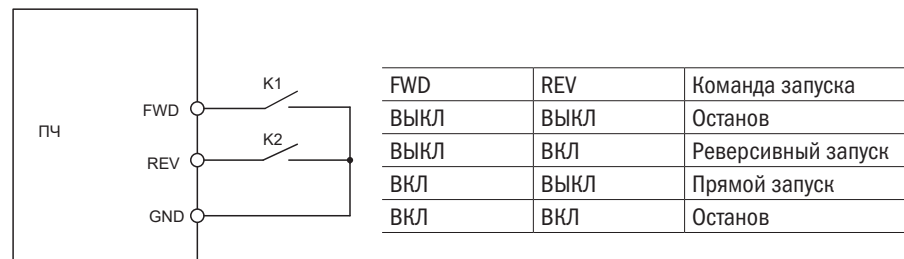 ПЧ
FWD
REV
GND
K1
K2
FWD REV Команда запуска
ВЫКЛ ВЫКЛ Останов
ВЫКЛ ВКЛ Реверсивный запуск
ВКЛ ВЫКЛ Прямой запуск
ВКЛ ВКЛ Останов